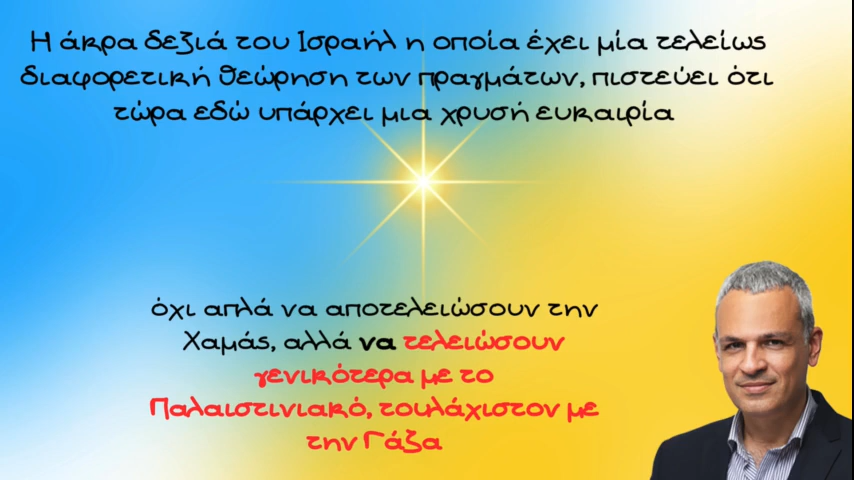 Η άκρα δεξιά του Ισραήλ η οποία έχει μία τελείως
διαφορετική θεώρηση των πραγμάτων, πιστεύει ότι
τώρα εδώ υπάρχει μια χρυσή ευκαιρία
όχι απλά να αποτελειώσουν την
Χαμάς, αλλά να τελειώσουν
γενικότερα με το
Παλαιστινιακό, τουλάχιστον με
την Γάζα